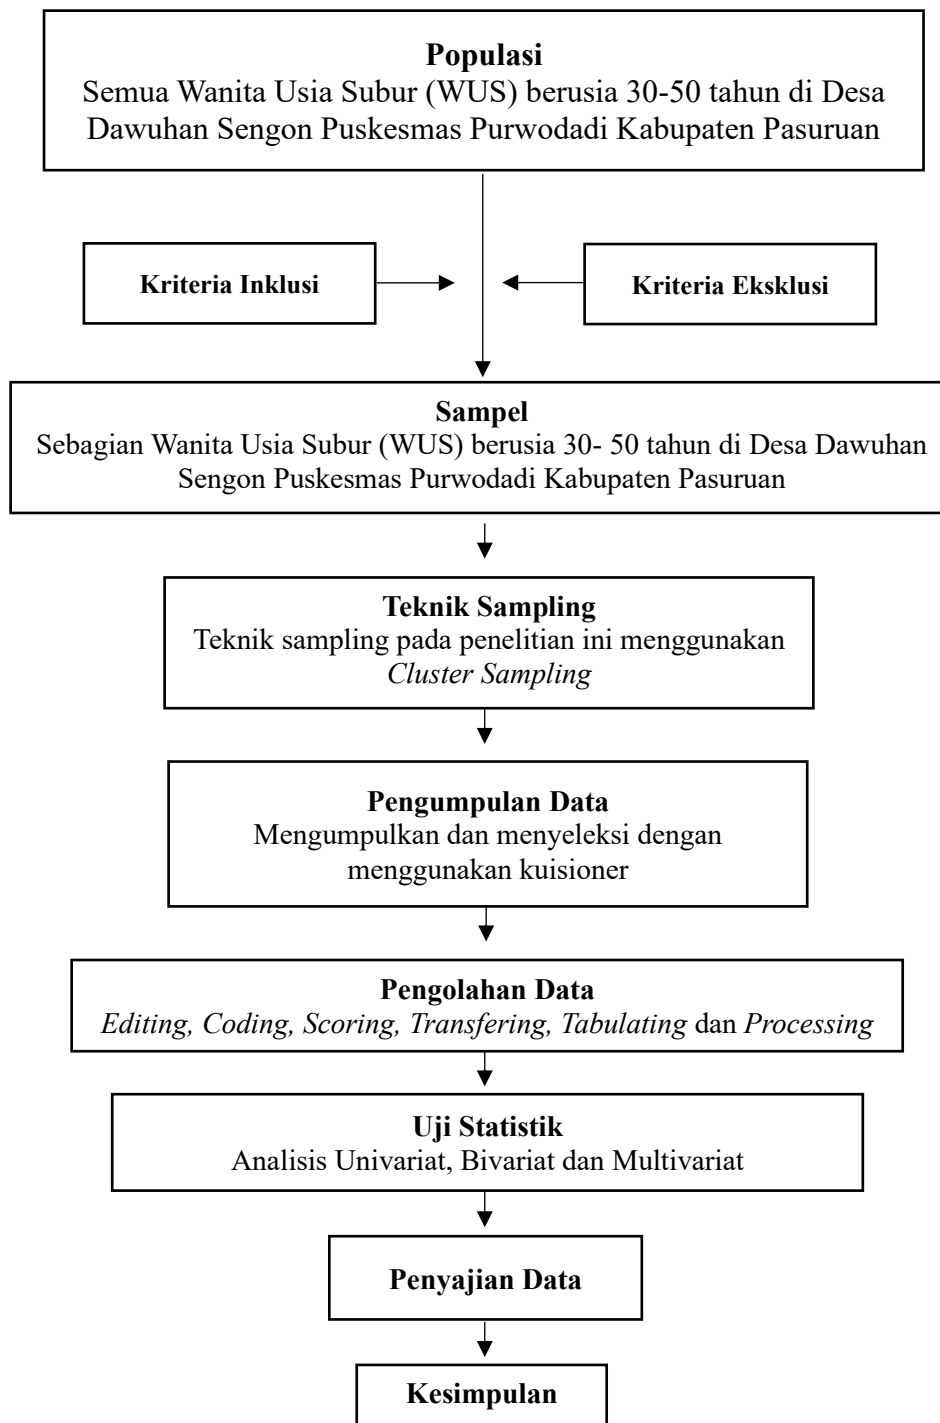 Populasi
Semua Wanita Usia Subur (WUS) berusia 30-50 tahun di Desa
Dawuhan Sengon Puskesmas Purwodadi Kabupaten Pasuruan
Kriteria Inklusi
Kriteria Eksklusi
Sampel
Sebagian Wanita Usia Subur (WUS) berusia 30- 50 tahun di Desa Dawuhan
Sengon Puskesmas Purwodadi Kabupaten Pasuruan
Teknik Sampling
Teknik sampling pada penelitian ini menggunakan
Cluster Sampling
Pengumpulan Data
Mengumpulkan dan menyeleksi dengan
menggunakan kuisioner
Pengolahan Data
Editing, Coding, Scoring, Transfering, Tabulating dan Processing
Uji Statistik
Analisis Univariat, Bivariat dan Multivariat
Penyajian Data
Kesimpulan